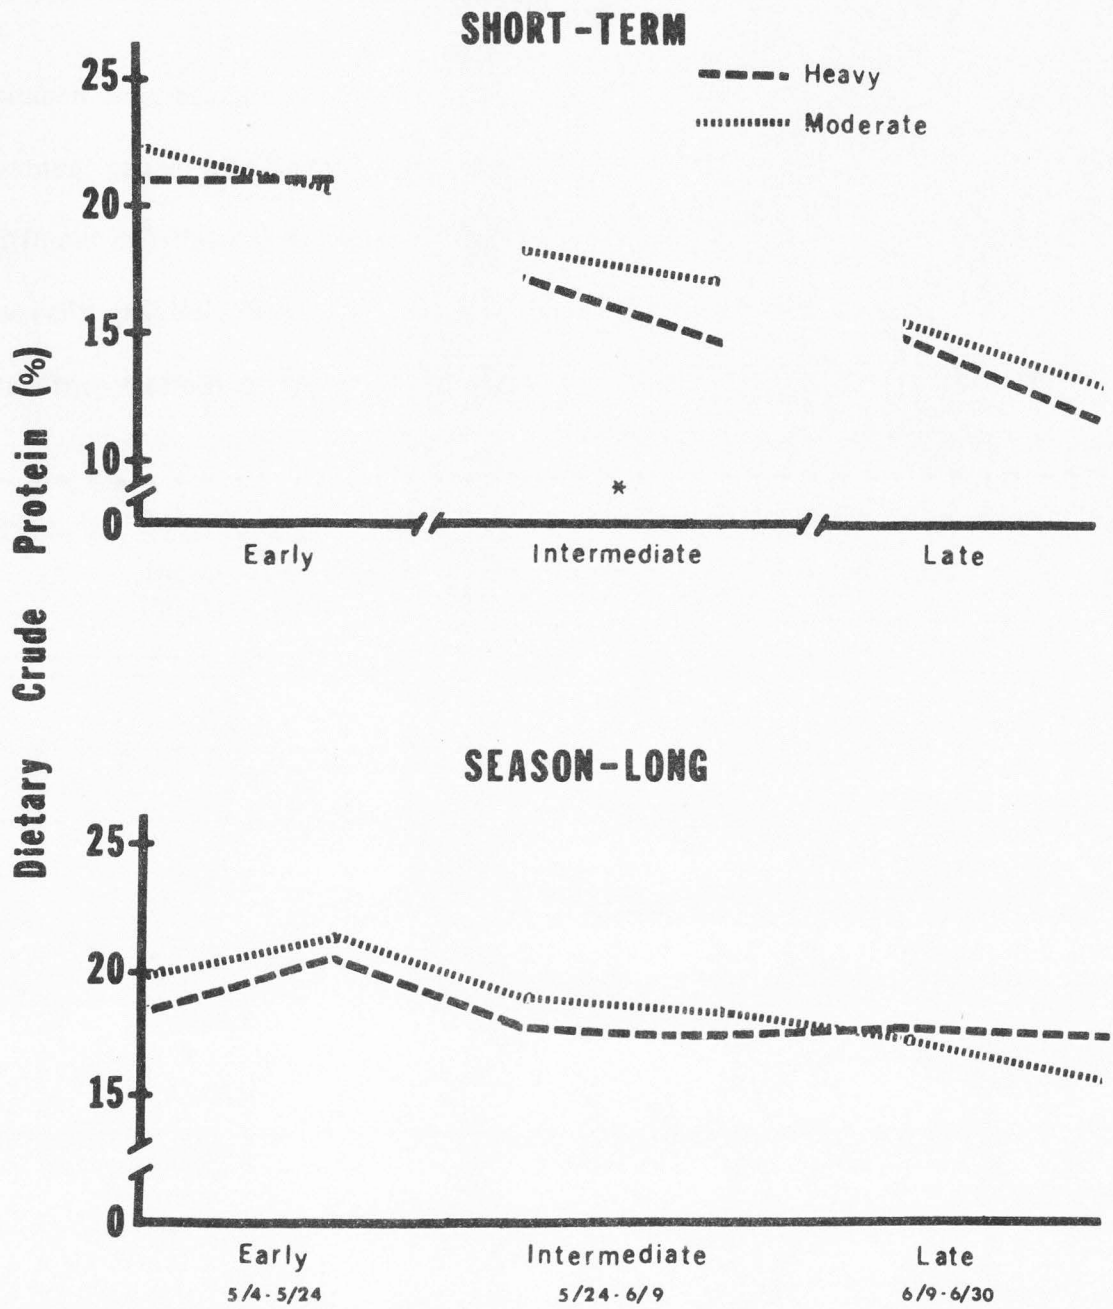 SHORT-TERM
Heavy
Moderate
25
20
15
10
0
*
Early Intermediate Late
Dietary Crude Protein (%)
SEASON-LONG
25
20
15
0
Early Intermediate Late
5/4-5/24 5/24-6/9 6/9-6/30